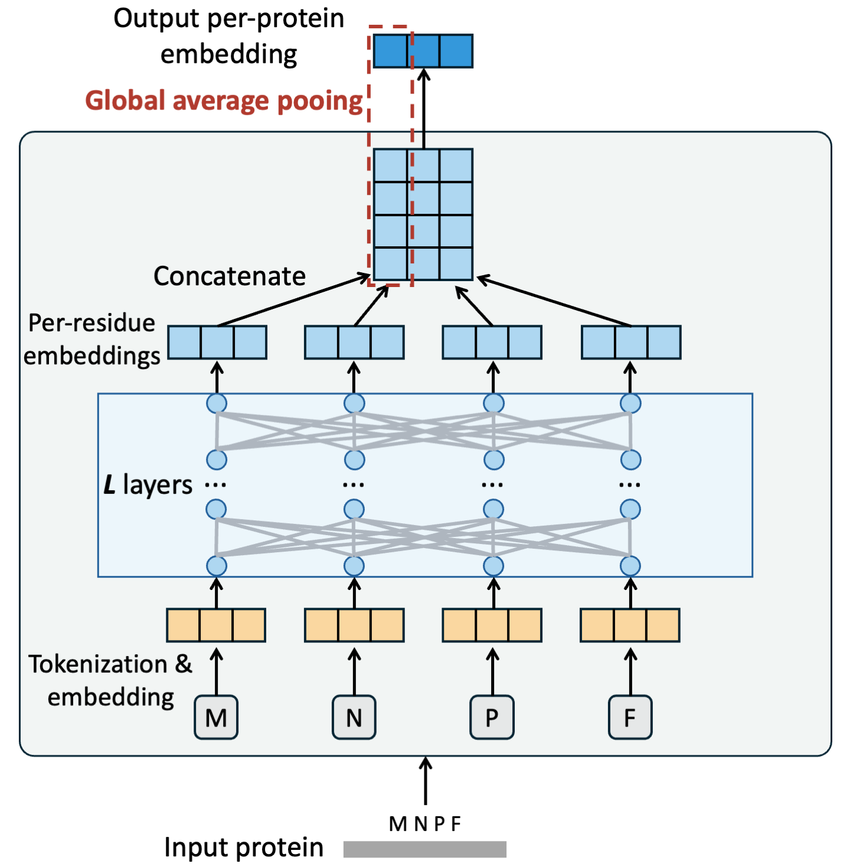 Output per-protein
embedding
Global average pooing
Concatenate
Per-residue
embeddings
L layers ... ... ... ...
Tokenization &
embedding
M N P F
M N P F
Input protein